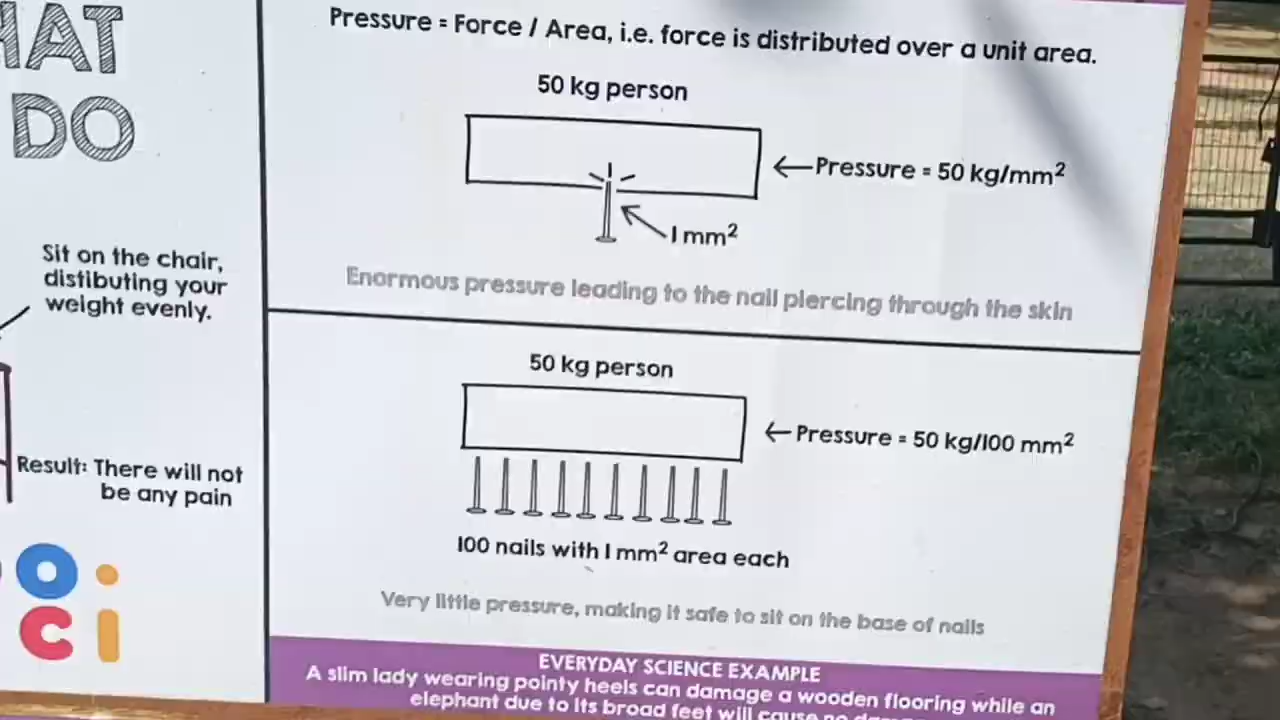 HAT
DO
Sit on the chair,
distibuting your
weight evenly.
Result: There will not
be any pain
O i
C I
Pressure = Force / Area, i.e. force is distributed over a unit area.
50 kg person
Pressure = 50 kg/mm²
1 mm²
Enormous pressure leading to the nail piercing through the skin
50 kg person
Pressure = 50 kg/100 mm²
100 nails with 1 mm² area each
Very little pressure, making it safe to sit on the base of nails
EVERYDAY SCIENCE EXAMPLE
A slim lady wearing pointy heels can damage a wooden flooring while an
elephant due to its broad feet will cause no